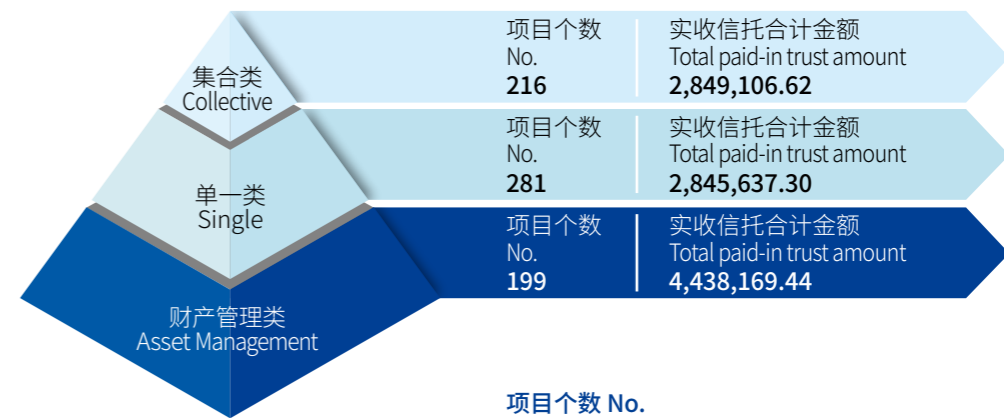 集合类
Collective
项目个数
No.
216
实收信托合计金额
Total paid-in trust amount
2,849,106.62
单一类
Single
项目个数
No.
281
实收信托合计金额
Total paid-in trust amount
2,845,637.30
财产管理类
Asset Management
项目个数
No.
199
实收信托合计金额
Total paid-in trust amount
4,438,169.44
项目个数 No.